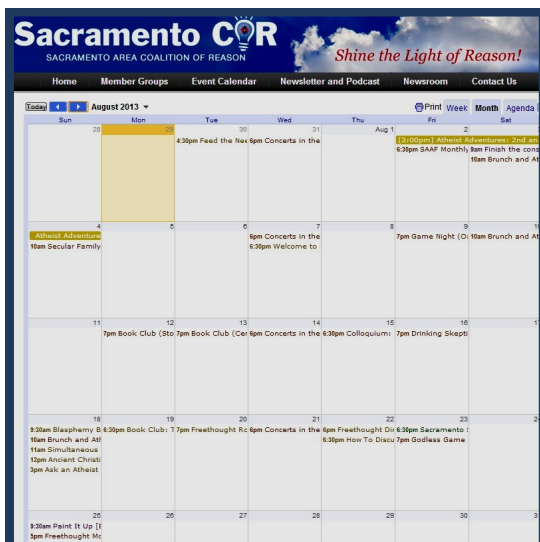 Sacramento COR
SACRAMENTO AREA COALITION OF REASON
Shine the Light of Reason!
Home Member Groups Event Calendar Newsletter and Podcast Newsroom Contact Us
Today August 2013 Print Week Month Agenda
Sun Mon Tue Wed Thu Fri Sat
28 29 30 31 Aug 1 2
4:30pm Feed the Nee 6pm Concerts in the (3:00pm) Atheist Adventures: 2nd an
6:30pm SAAF Monthly 9am Finish the cons
10am Brunch and At
4 5 6 7 8 9 10
Atheist Adventure 6pm Concerts in the 7pm Game Night 10am Brunch and At
10am Secular Family 6:30pm Welcome to
11 12 13 14 15 16 17
7pm Book Club (Sto 7pm Book Club (Cer 6pm Concerts in the 6:30pm Colloquium: 7pm Drinking Skepti
18 19 20 21 22 23 24
9:30am Blasphemy B 6:30pm Book Club: T 7pm Freethought Ro 6pm Concerts in the 6pm Freethought Din 6:30pm Sacramento
10am Brunch and Ath 6:30pm How To Discu 7pm Godless Game
11am Simultaneous
12pm Ancient Christi
3pm Ask an Atheist
25 26 27 28 29 30 3
9:30am Paint It Up
5pm Freethought Mo